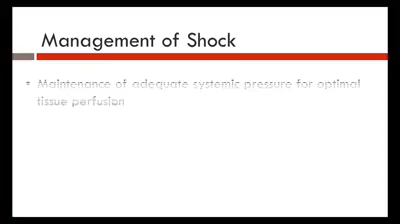 Management of Shock
Maintenance of adequate systemic pressure for optimal
tissue perfusion